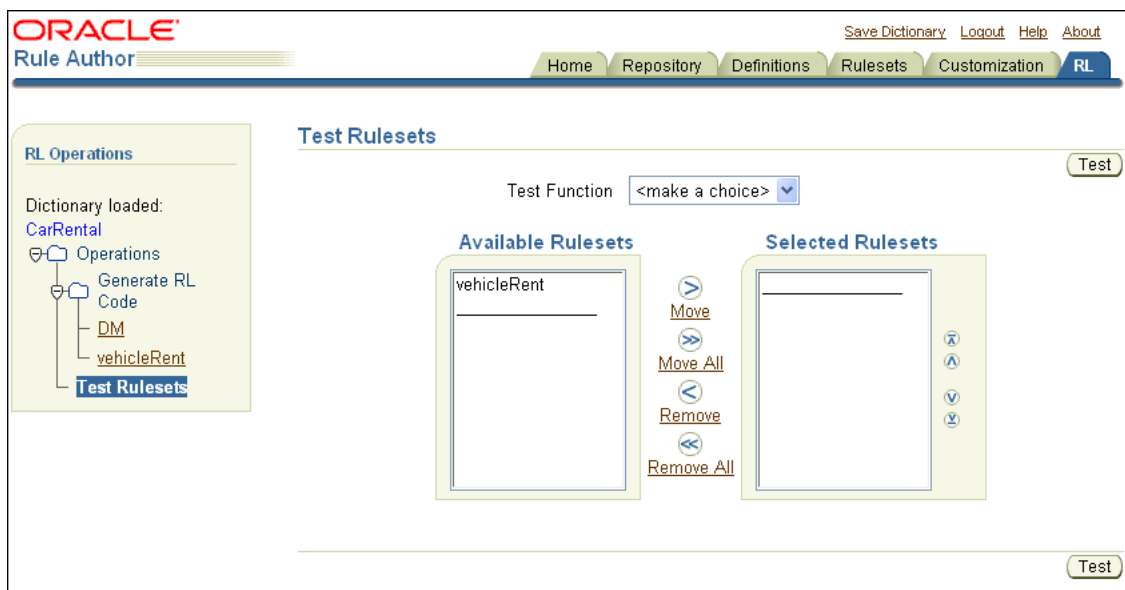 ORACLE
Save Dictionary Logout Help About
Rule Author
Home Repository Definitions Rulesets Customization RL
RL Operations
Dictionary loaded:
CarRental
Operations
Generate RL
Code
DM
vehicleRent
Test Rulesets
Test Rulesets
Test
Test Function <make a choice>
Available Rulesets
vehicleRent
Move
Move All
Remove
Remove All
Selected Rulesets
Test